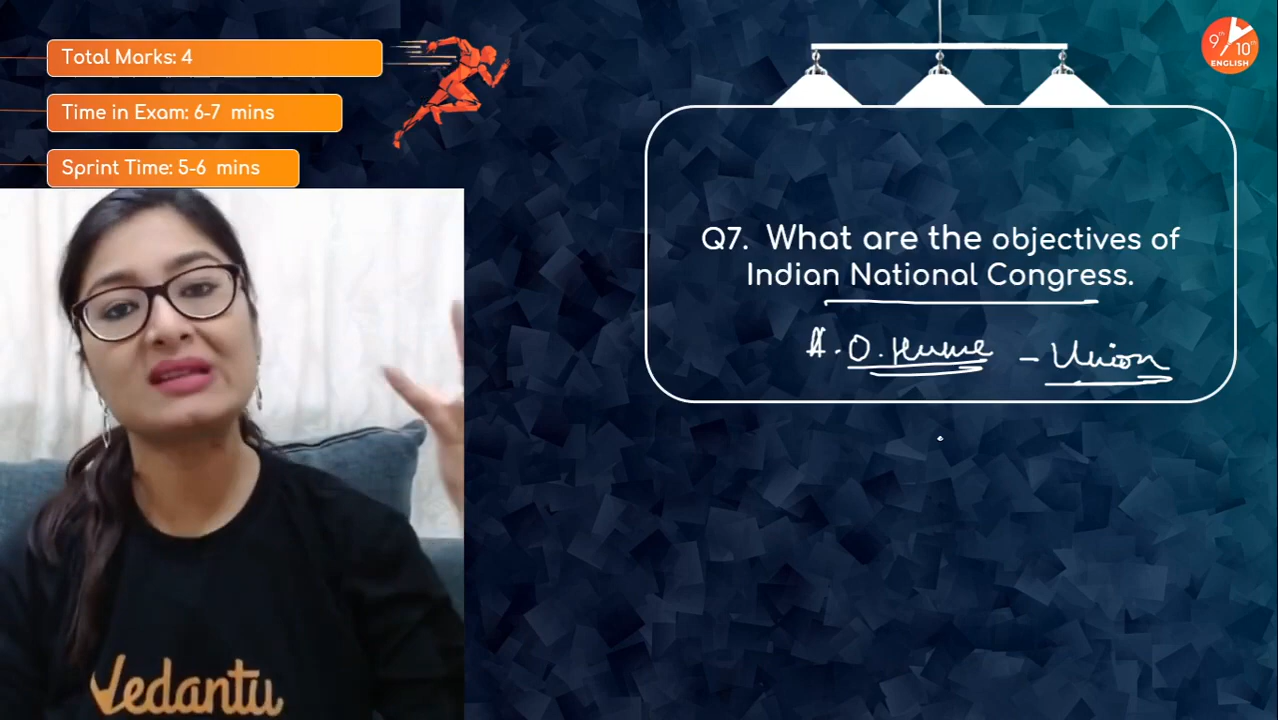 Total Marks: 4
Time in Exam: 6-7 mins
Sprint Time: 5-6 mins
9th 10th
ENGLISH
Q7. What are the objectives of
Indian National Congress.
A. O. Hume - Union
Vedantu